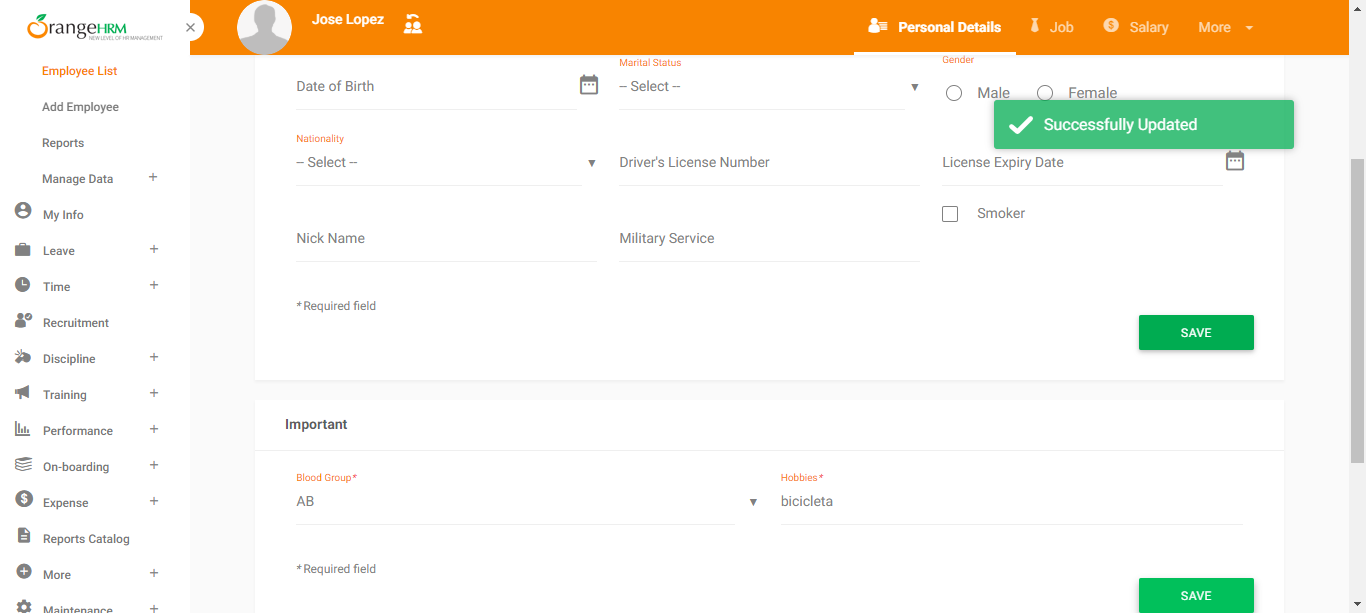 OrangeHRM
NEW LEVEL OF HR MANAGEMENT
Employee List
Add Employee
Reports
Manage Data +
My Info
Leave +
Time +
Recruitment
Discipline +
Training +
Performance +
On-boarding +
Expense +
Reports Catalog
More +
Maintenance +
Jose Lopez
Personal Details
Job
Salary
More
Date of Birth
Marital Status
-- Select --
Gender
Male
Female
Successfully Updated
Nationality
-- Select --
Driver's License Number
License Expiry Date
Nick Name
Military Service
Smoker
* Required field
SAVE
Important
Blood Group*
AB
Hobbies*
bicicleta
* Required field
SAVE